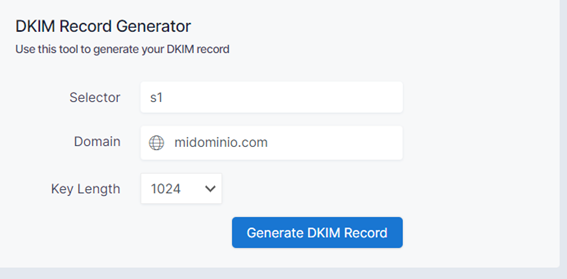 DKIM Record Generator
Use this tool to generate your DKIM record
Selector s1
Domain midominio.com
Key Length 1024
Generate DKIM Record